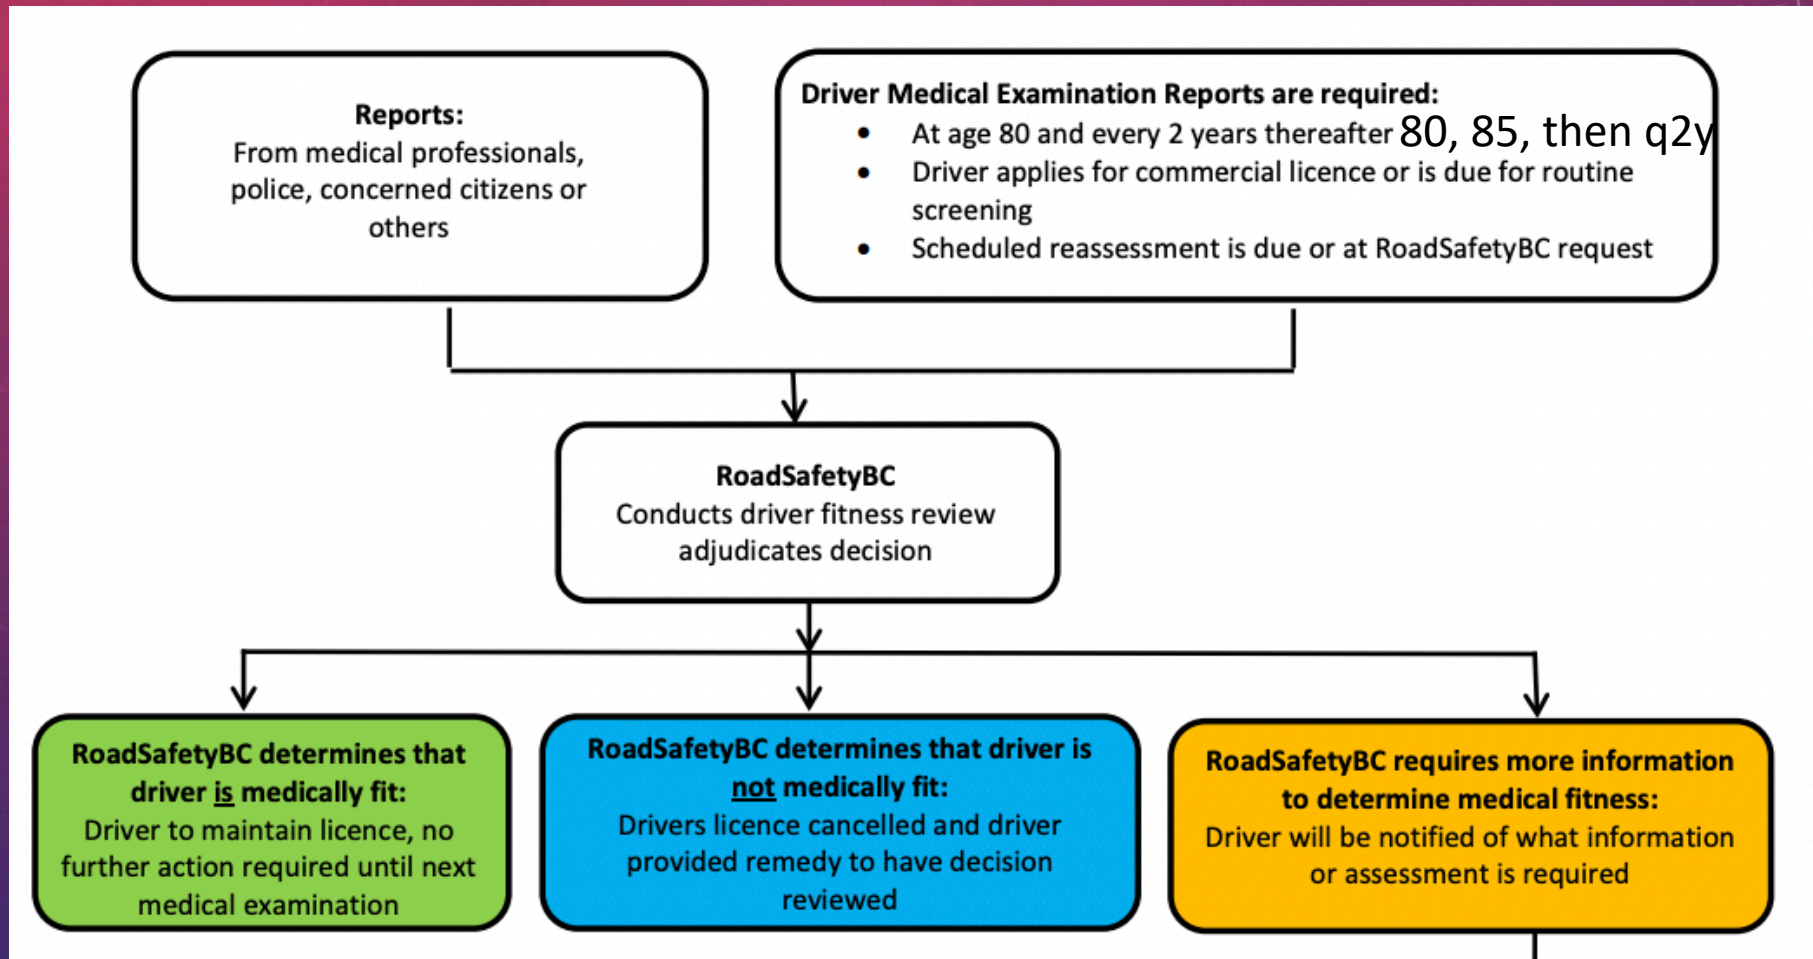 Reports:
From medical professionals,
police, concerned citizens or
others
Driver Medical Examination Reports are required:
• At age 80 and every 2 years thereafter 80, 85, then q2y
• Driver applies for commercial licence or is due for routine
screening
• Scheduled reassessment is due or at RoadSafetyBC request
RoadSafetyBC
Conducts driver fitness review
adjudicates decision
RoadSafetyBC determines that
driver is medically fit:
Driver to maintain licence, no
further action required until next
medical examination
RoadSafetyBC determines that driver is
not medically fit:
Drivers licence cancelled and driver
provided remedy to have decision
reviewed
RoadSafetyBC requires more information
to determine medical fitness:
Driver will be notified of what information
or assessment is required